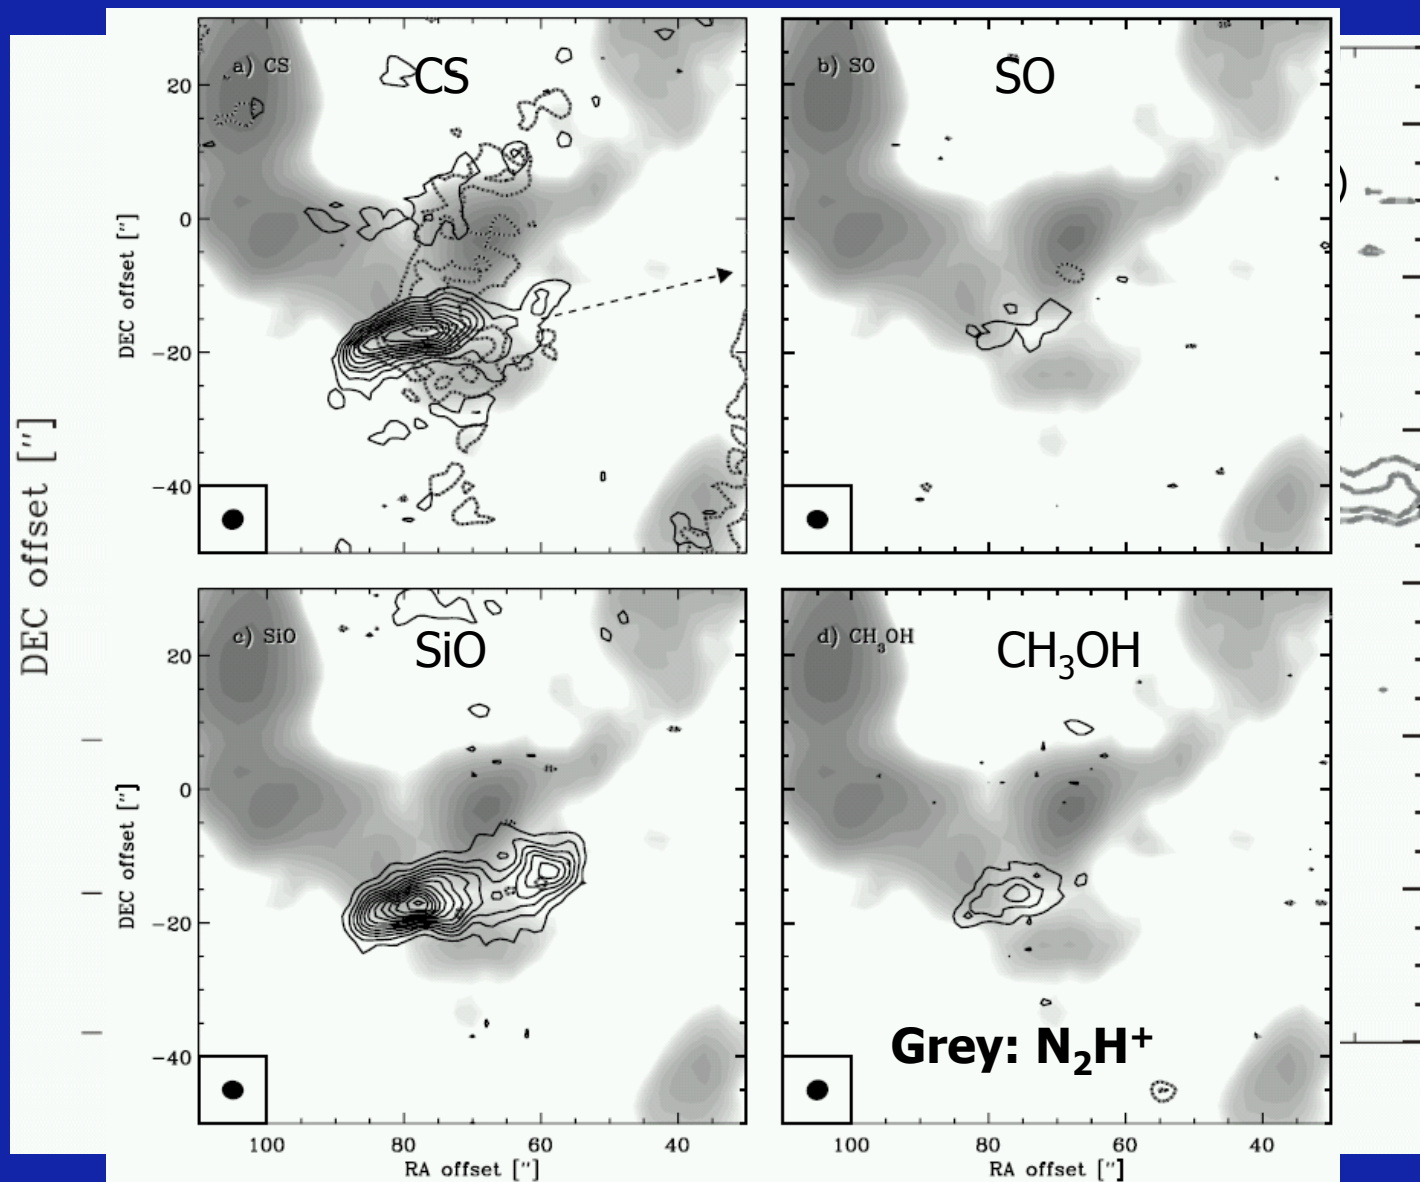 a) CS
CS
20
0
−20
−40
DEC offset ["]
b) SO
SO
)
DEC offset ["]
c) SiO
SiO
20
0
−20
−40
DEC offset ["]
100 80 60 40
RA offset ["]
d) CH₃OH
CH₃OH
Grey: N₂H⁺
100 80 60 40
RA offset ["]